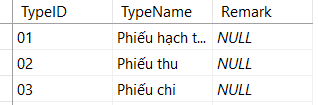 TypeID TypeName Remark
01 Phiếu hạch t... NULL
02 Phiếu thu NULL
03 Phiếu chi NULL